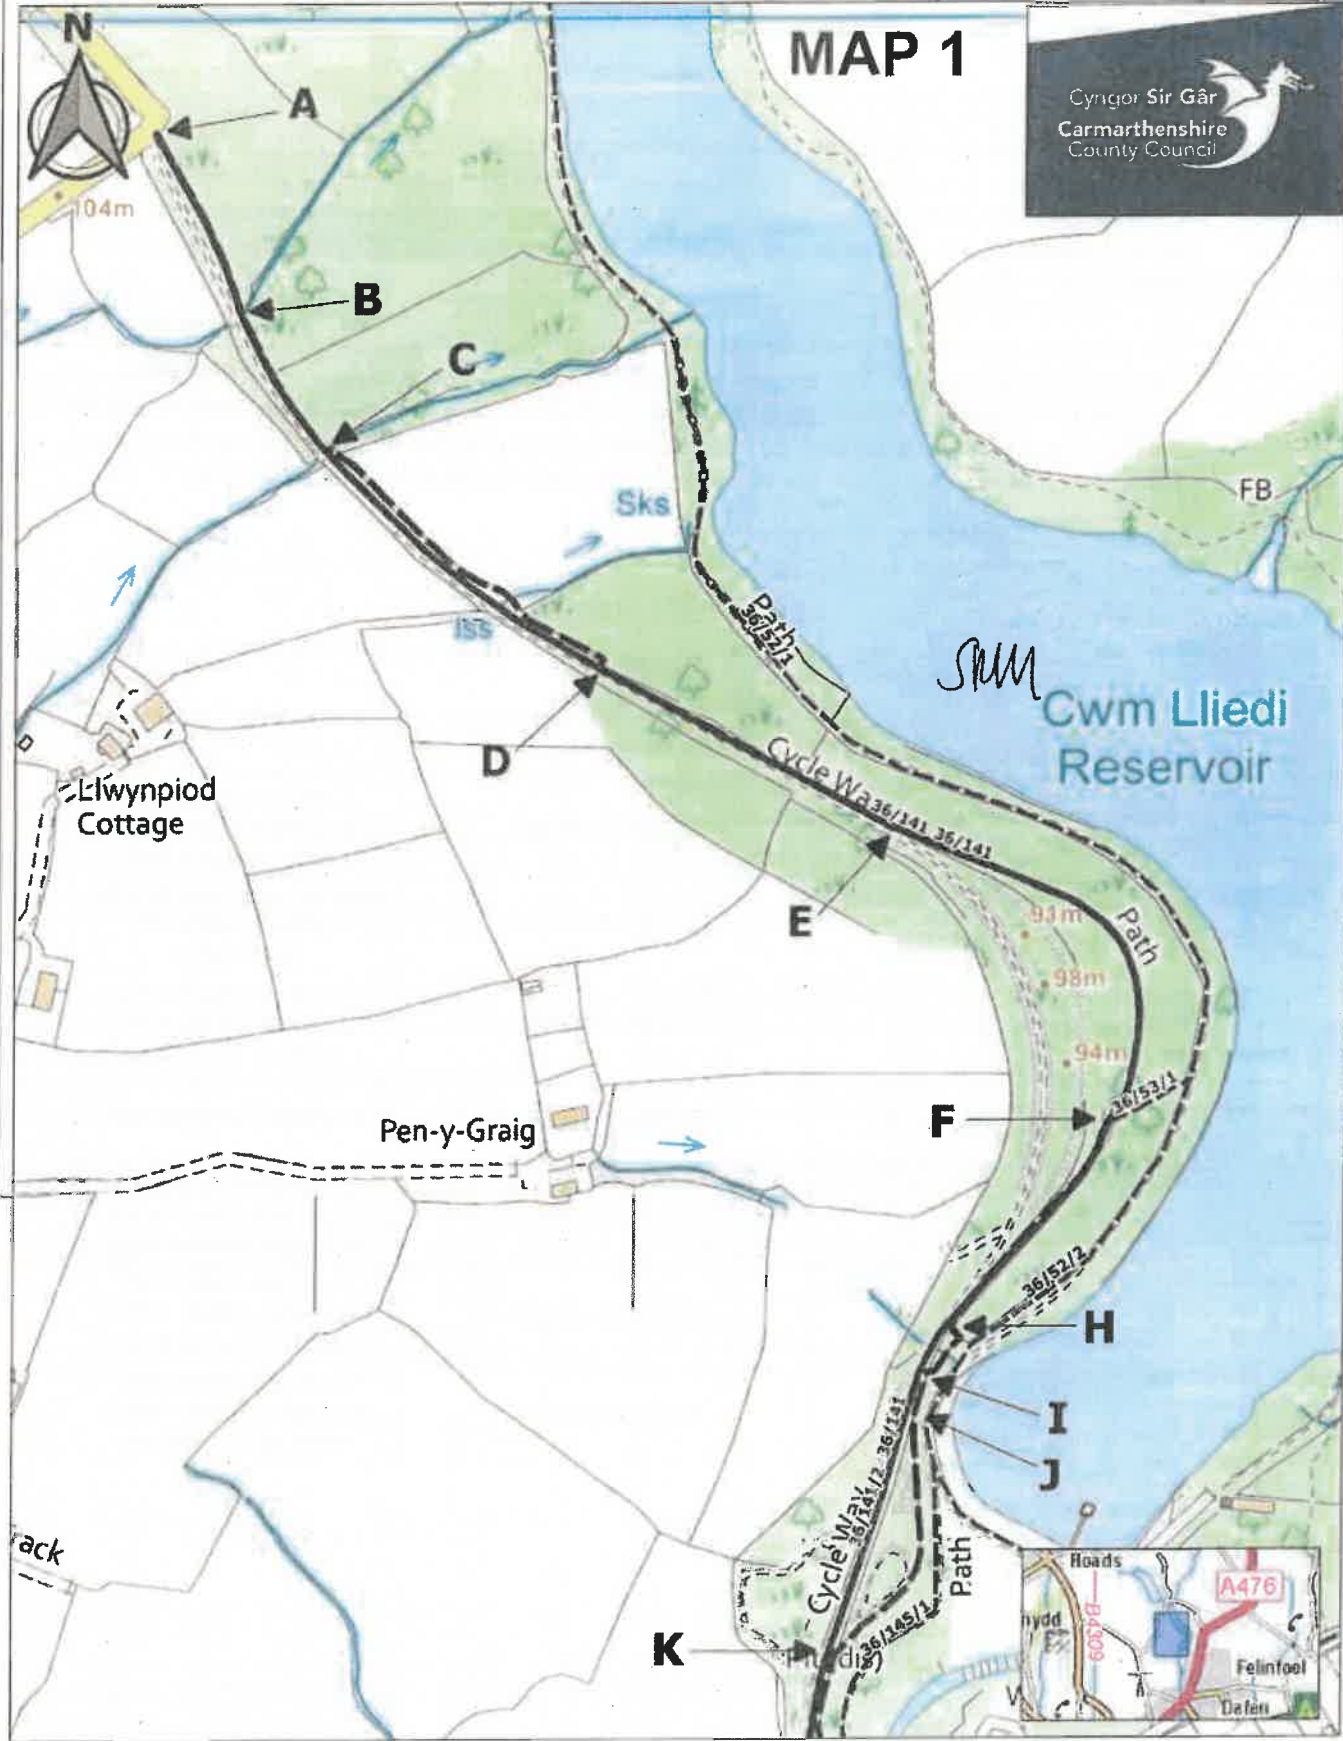 N
MAP 1
Cyngor Sir Gâr
Carmarthenshire
County Council
A
104m
B
C
FB
Sks
Iss
Path
36/52/1
Cwm Lliedi
Reservoir
D
Llwynpiod
Cottage
Cycle Wa
36/141 36/141
E
93m
Path
98m
94m
36/53/1
F
Pen-y-Graig
36/52/2
H
I
J
36/141
36/141/2
Cycle Way
Path
ack
K
36/145/1
Roads
A476
B4309
nydd
Felinfoel
Dafen